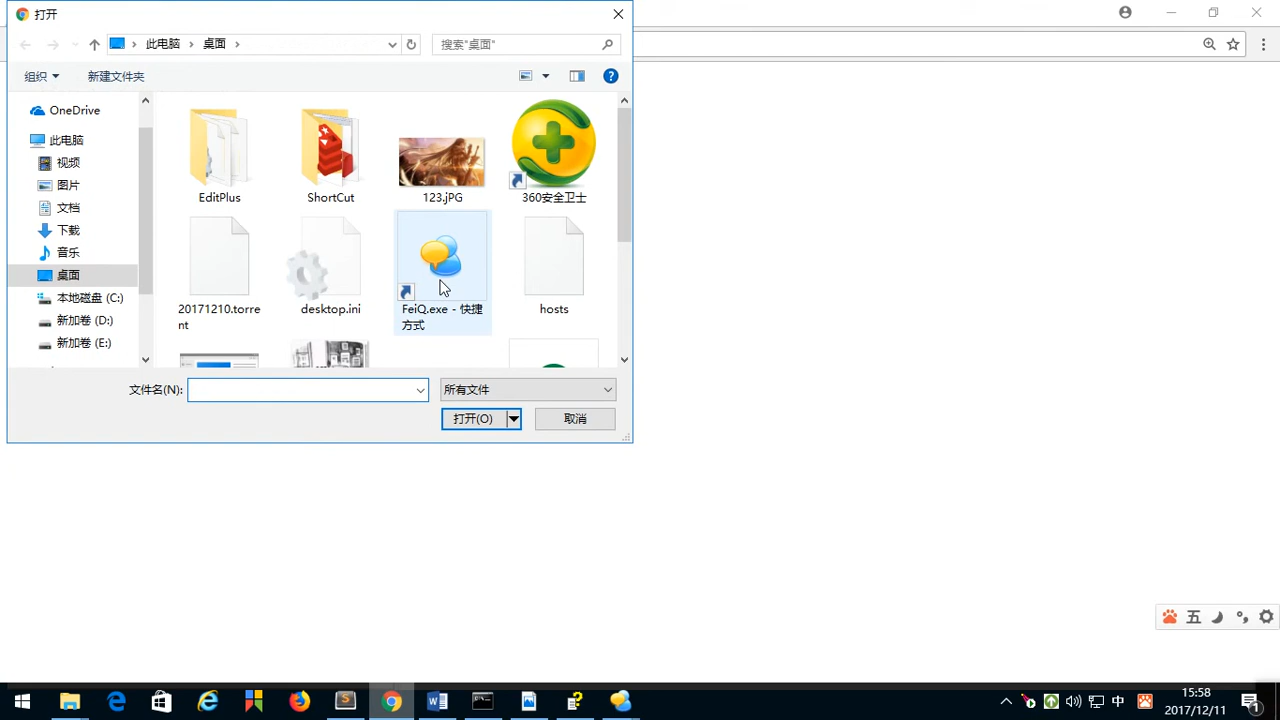 打开
此电脑
桌面
搜索"桌面"
组织
新建文件夹
OneDrive
此电脑
视频
图片
文档
下载
音乐
桌面
本地磁盘 (C:)
新加卷 (D:)
新加卷 (E:)
EditPlus
ShortCut
123.jPG
360安全卫士
20171210.torre
nt
desktop.ini
FeiQ.exe - 快捷
方式
hosts
文件名(N):
所有文件
打开(O)
取消
五
中
15:58
2017/12/11
1